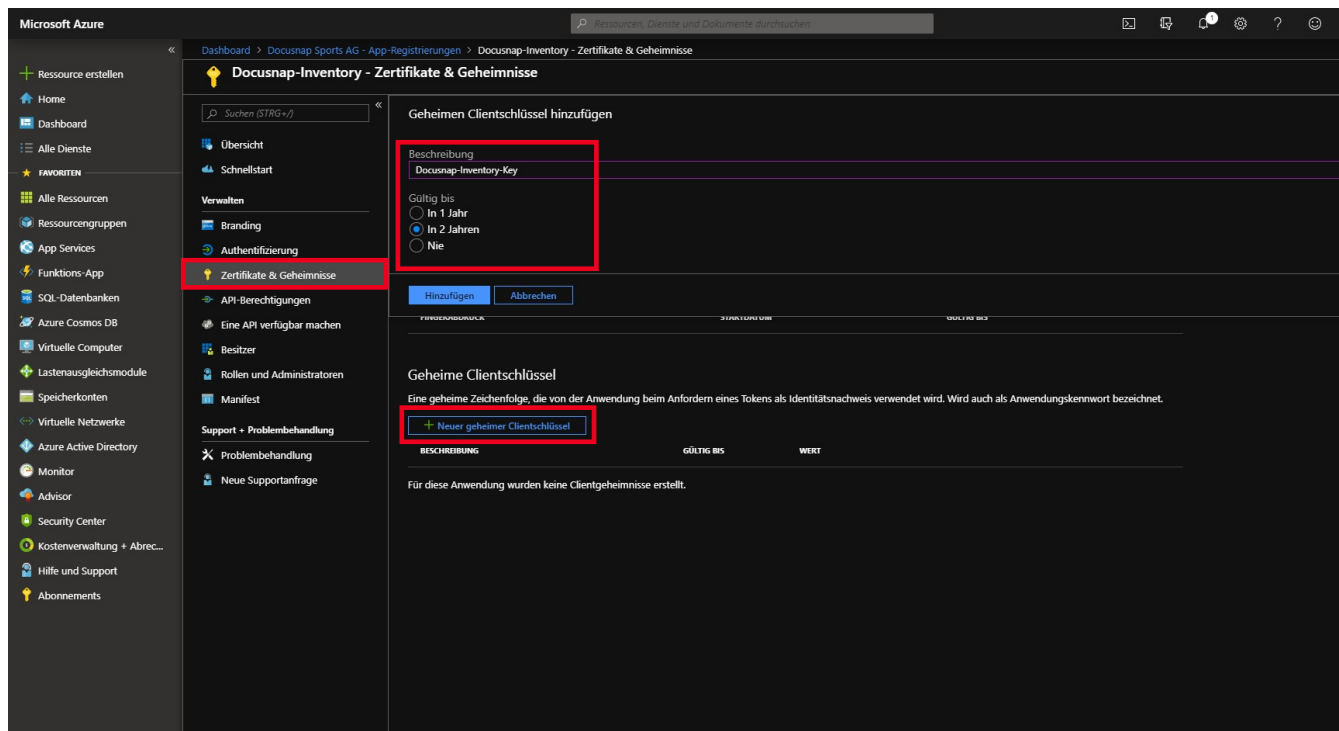 Microsoft Azure
Ressourcen, Dienste und Dokumente durchsuchen
1
Dashboard > Docusnap Sports AG - App-Registrierungen > Docusnap-Inventory - Zertifikate & Geheimnisse
Docusnap-Inventory - Zertifikate & Geheimnisse
Ressource erstellen
Home
Dashboard
Alle Dienste
FAVORITEN
Alle Ressourcen
Ressourcengruppen
App Services
Funktions-App
SQL-Datenbanken
Azure Cosmos DB
Virtuelle Computer
Lastenausgleichsmodule
Speicherkonten
Virtuelle Netzwerke
Azure Active Directory
Monitor
Advisor
Security Center
Kostenverwaltung + Abrec...
Hilfe und Support
Abonnements
Suchen (STRG+/)
Übersicht
Schnellstart
Verwalten
Branding
Authentifizierung
Zertifikate & Geheimnisse
API-Berechtigungen
Eine API verfügbar machen
Besitzer
Rollen und Administratoren
Manifest
Support + Problembehandlung
Problembehandlung
Neue Supportanfrage
Geheimen Clientschlüssel hinzufügen
Beschreibung
Docusnap-Inventory-Key
Gültig bis
In 1 Jahr
In 2 Jahren
Nie
Hinzufügen Abbrechen
FINGERABDRUCK STARTDATUM GÜLTIG BIS
Geheime Clientschlüssel
Eine geheime Zeichenfolge, die von der Anwendung beim Anfordern eines Tokens als Identitätsnachweis verwendet wird. Wird auch als Anwendungskennwort bezeichnet.
+ Neuer geheimer Clientschlüssel
BESCHREIBUNG GÜLTIG BIS WERT
Für diese Anwendung wurden keine Clientgeheimnisse erstellt.